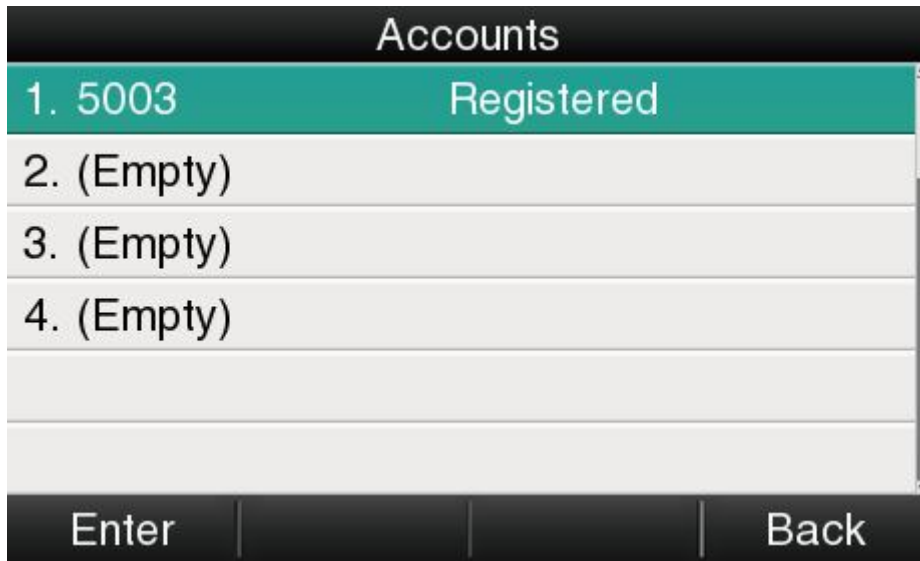 Accounts
1. 5003 Registered
2. (Empty)
3. (Empty)
4. (Empty)
Enter Back